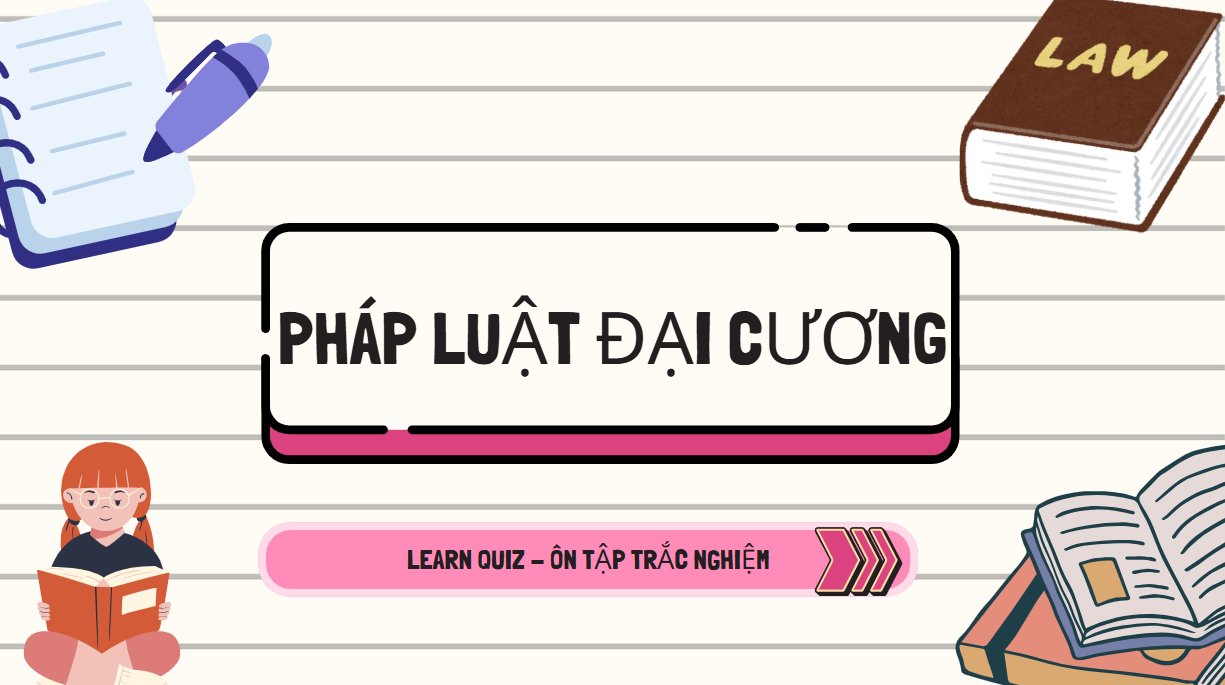 LAW
PHÁP LUẬT ĐẠI CƯƠNG
LEARN QUIZ – ÔN TẬP TRẮC NGHIỆM